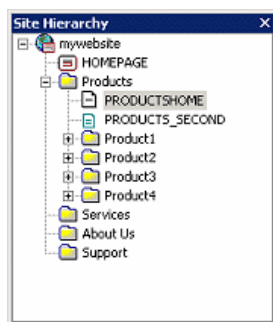 Site Hierarchy
mywebsite
HOMEPAGE
Products
PRODUCTSHOME
PRODUCTS_SECOND
Product1
Product2
Product3
Product4
Services
About Us
Support